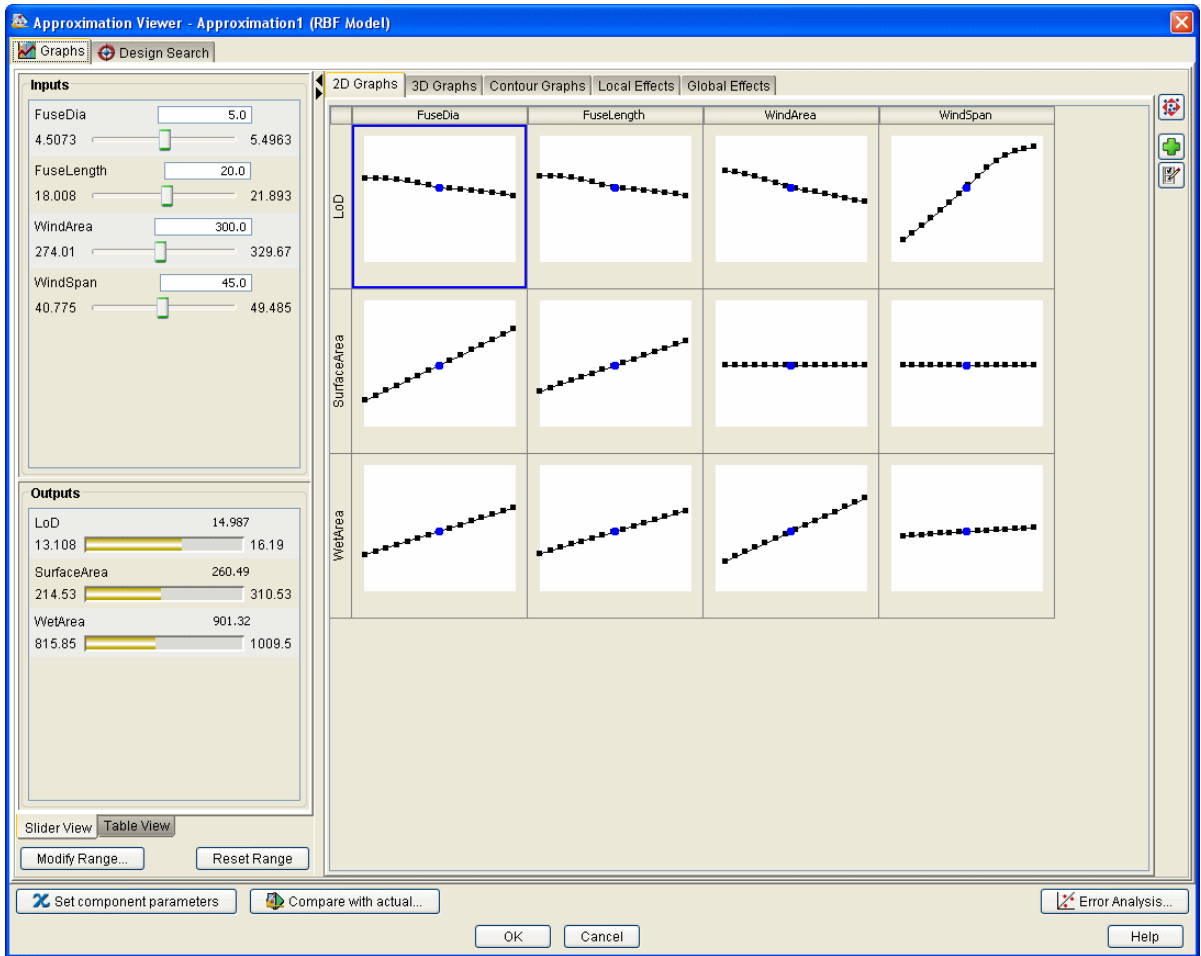 Approximation Viewer - Approximation1 (RBF Model)
Graphs Design Search
Inputs
FuseDia 5.0
4.5073 5.4963
FuseLength 20.0
18.008 21.893
WindArea 300.0
274.01 329.67
WindSpan 45.0
40.775 49.485
Outputs
LoD 14.987
13.108 16.19
SurfaceArea 260.49
214.53 310.53
WetArea 901.32
815.85 1009.5
Slider View Table View
Modify Range... Reset Range
2D Graphs 3D Graphs Contour Graphs Local Effects Global Effects
FuseDia FuseLength WindArea WindSpan
LoD
SurfaceArea
WetArea
Set component parameters Compare with actual... Error Analysis...
OK Cancel Help